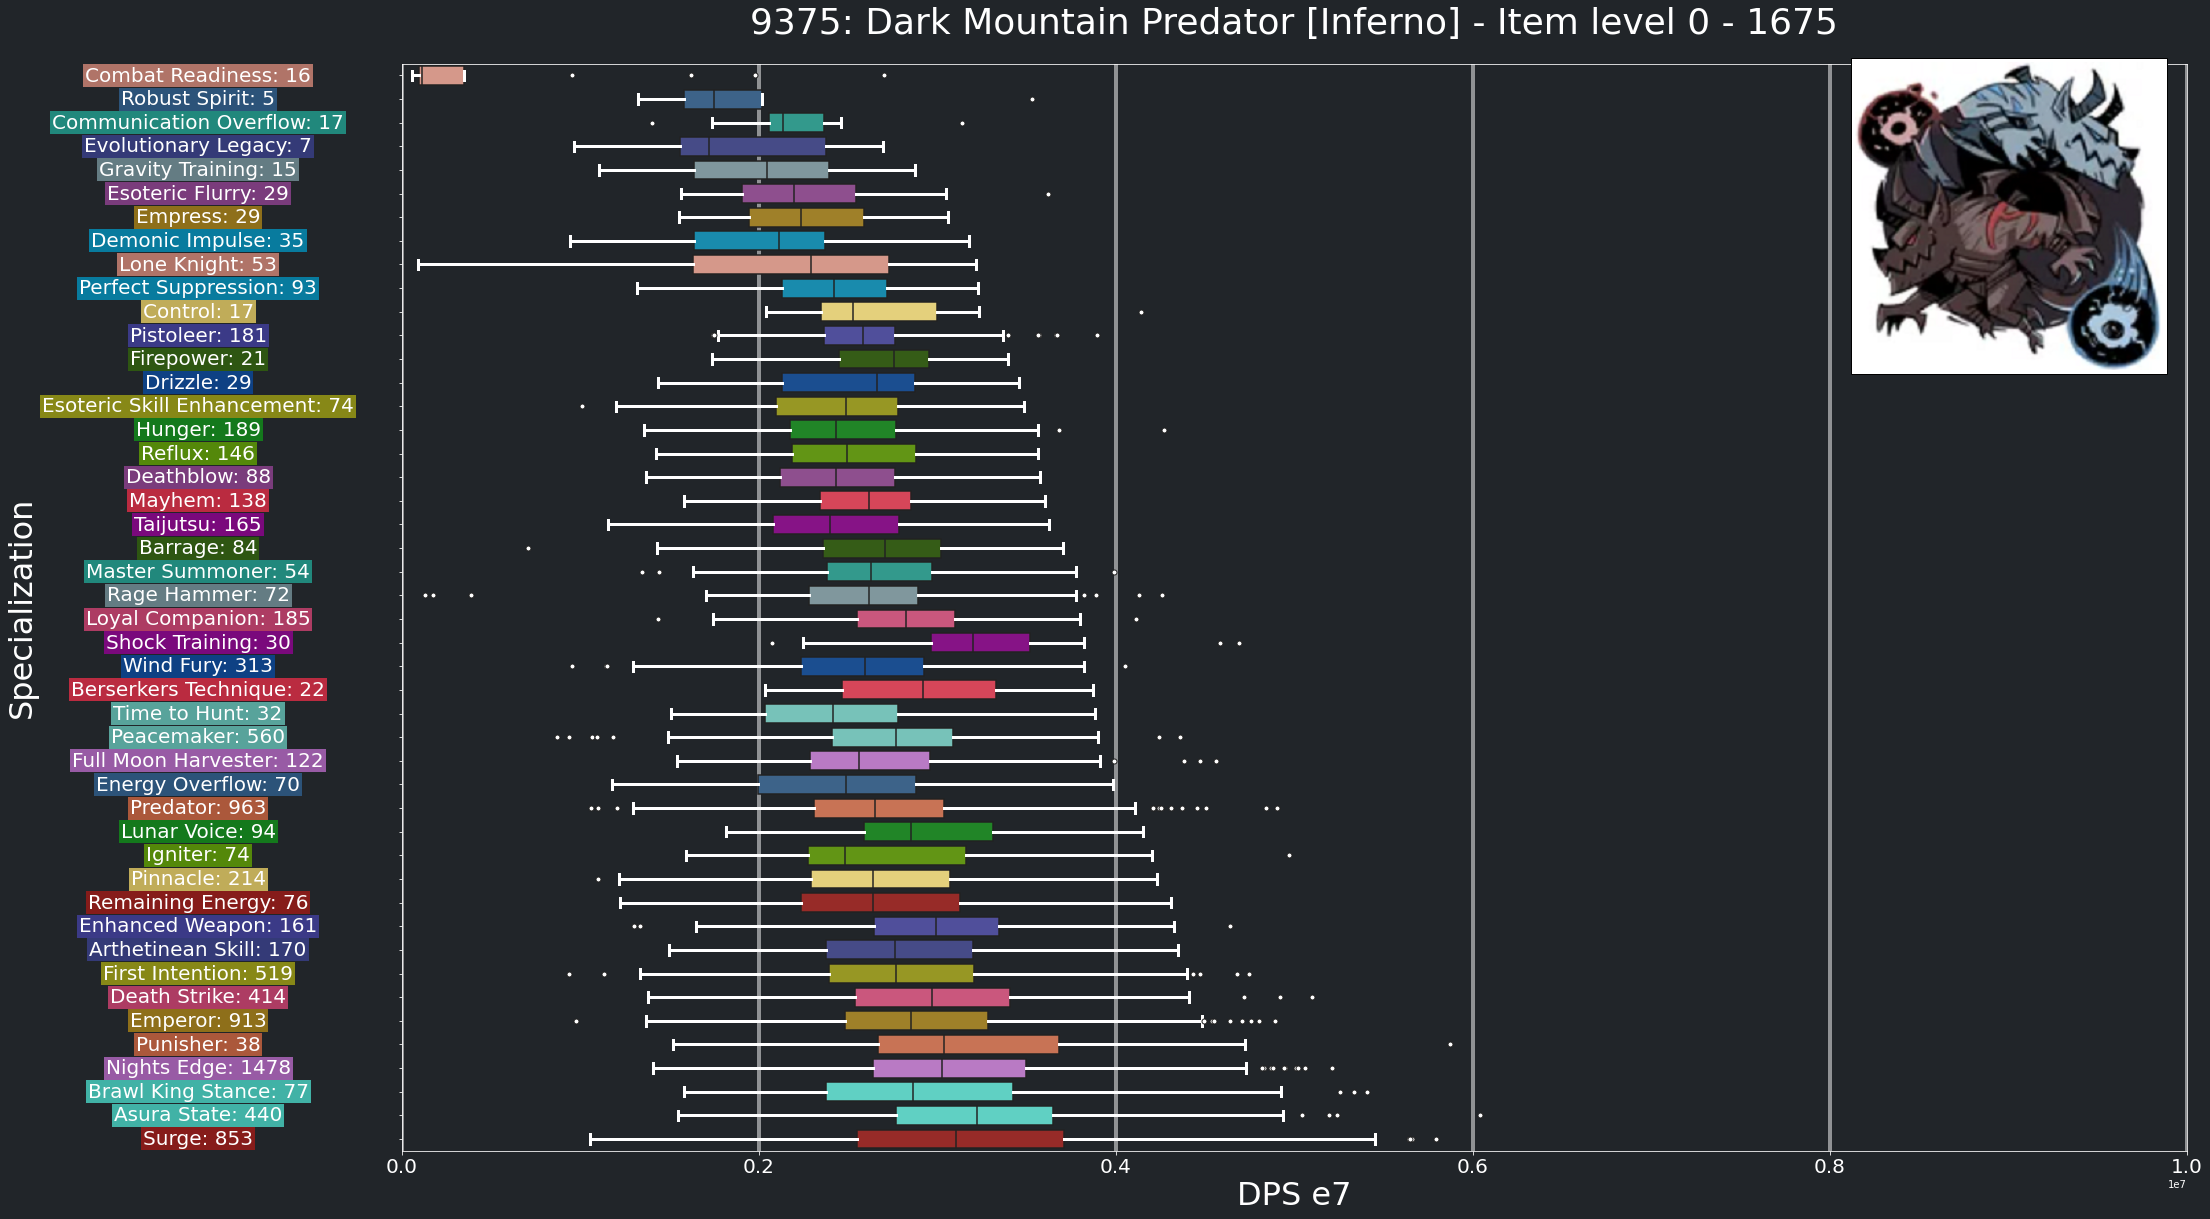 9375: Dark Mountain Predator [Inferno] - Item level 0 - 1675
Specialization
Combat Readiness: 16
Robust Spirit: 5
Communication Overflow: 17
Evolutionary Legacy: 7
Gravity Training: 15
Esoteric Flurry: 29
Empress: 29
Demonic Impulse: 35
Lone Knight: 53
Perfect Suppression: 93
Control: 17
Pistoleer: 181
Firepower: 21
Drizzle: 29
Esoteric Skill Enhancement: 74
Hunger: 189
Reflux: 146
Deathblow: 88
Mayhem: 138
Taijutsu: 165
Barrage: 84
Master Summoner: 54
Rage Hammer: 72
Loyal Companion: 185
Shock Training: 30
Wind Fury: 313
Berserkers Technique: 22
Time to Hunt: 32
Peacemaker: 560
Full Moon Harvester: 122
Energy Overflow: 70
Predator: 963
Lunar Voice: 94
Igniter: 74
Pinnacle: 214
Remaining Energy: 76
Enhanced Weapon: 161
Arthetinean Skill: 170
First Intention: 519
Death Strike: 414
Emperor: 913
Punisher: 38
Nights Edge: 1478
Brawl King Stance: 77
Asura State: 440
Surge: 853
0.0 0.2 0.4 0.6 0.8 1.0
1e7
DPS e7